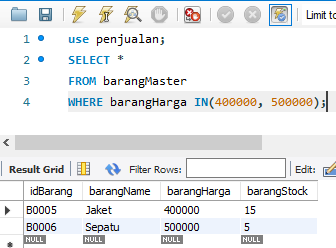 Limit to
1 use penjualan;
2 SELECT *
3 FROM barangMaster
4 WHERE barangHarga IN(400000, 500000);
Result Grid Filter Rows: Edit:
idBarang barangName barangHarga barangStock
B0005 Jaket 400000 15
B0006 Sepatu 500000 5
NULL NULL NULL NULL